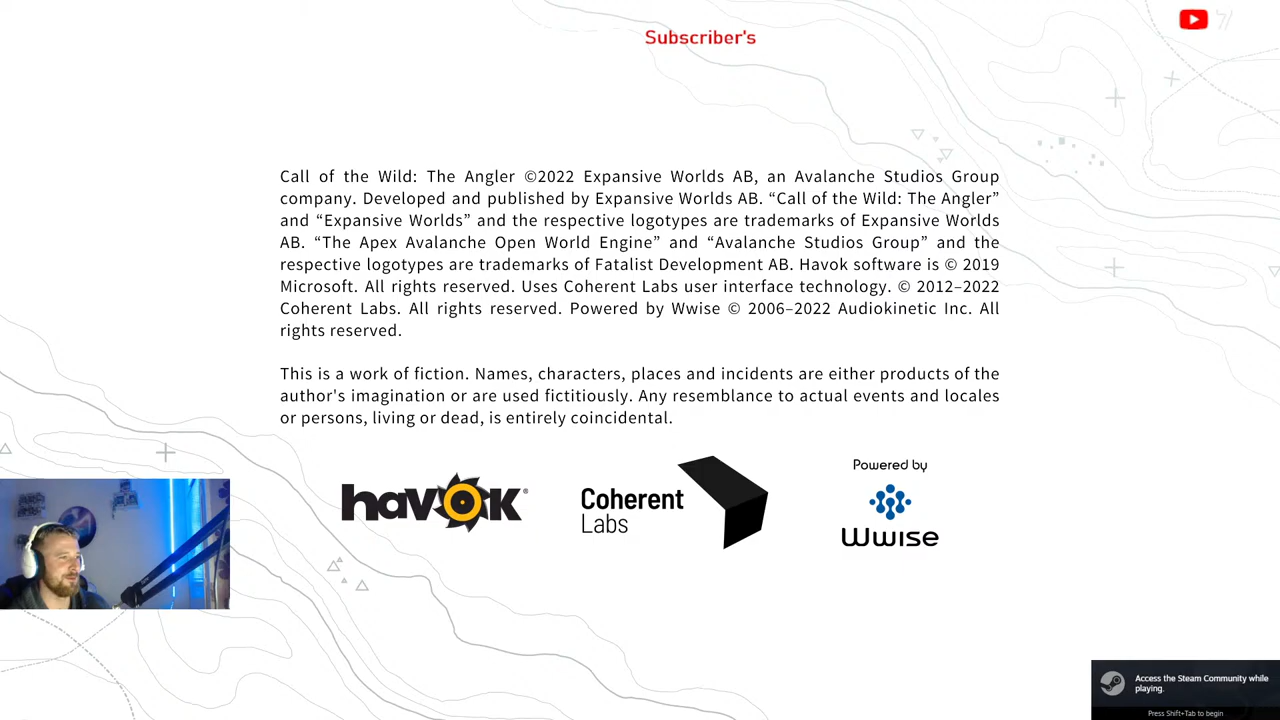 Subscriber's
Call of the Wild: The Angler ©2022 Expansive Worlds AB, an Avalanche Studios Group
company. Developed and published by Expansive Worlds AB. “Call of the Wild: The Angler”
and “Expansive Worlds” and the respective logotypes are trademarks of Expansive Worlds
AB. “The Apex Avalanche Open World Engine” and “Avalanche Studios Group” and the
respective logotypes are trademarks of Fatalist Development AB. Havok software is © 2019
Microsoft. All rights reserved. Uses Coherent Labs user interface technology. © 2012–2022
Coherent Labs. All rights reserved. Powered by Wwise © 2006–2022 Audiokinetic Inc. All
rights reserved.
This is a work of fiction. Names, characters, places and incidents are either products of the
author's imagination or are used fictitiously. Any resemblance to actual events and locales
or persons, living or dead, is entirely coincidental.
havok®
Coherent
Labs
Powered by
Wwise
Access the Steam Community while
playing.
Press Shift+Tab to begin